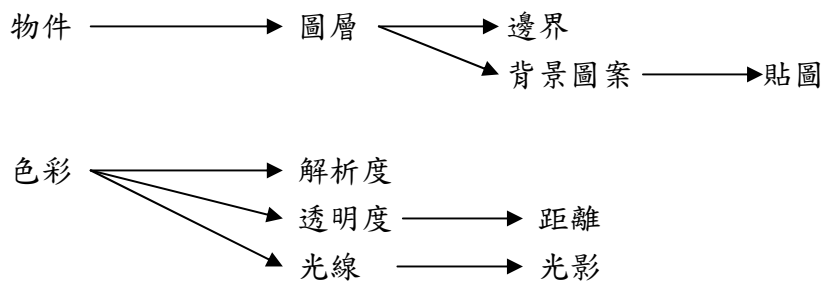 物件 圖層 邊界
背景圖案 貼圖
色彩 解析度
透明度 距離
光線 光影